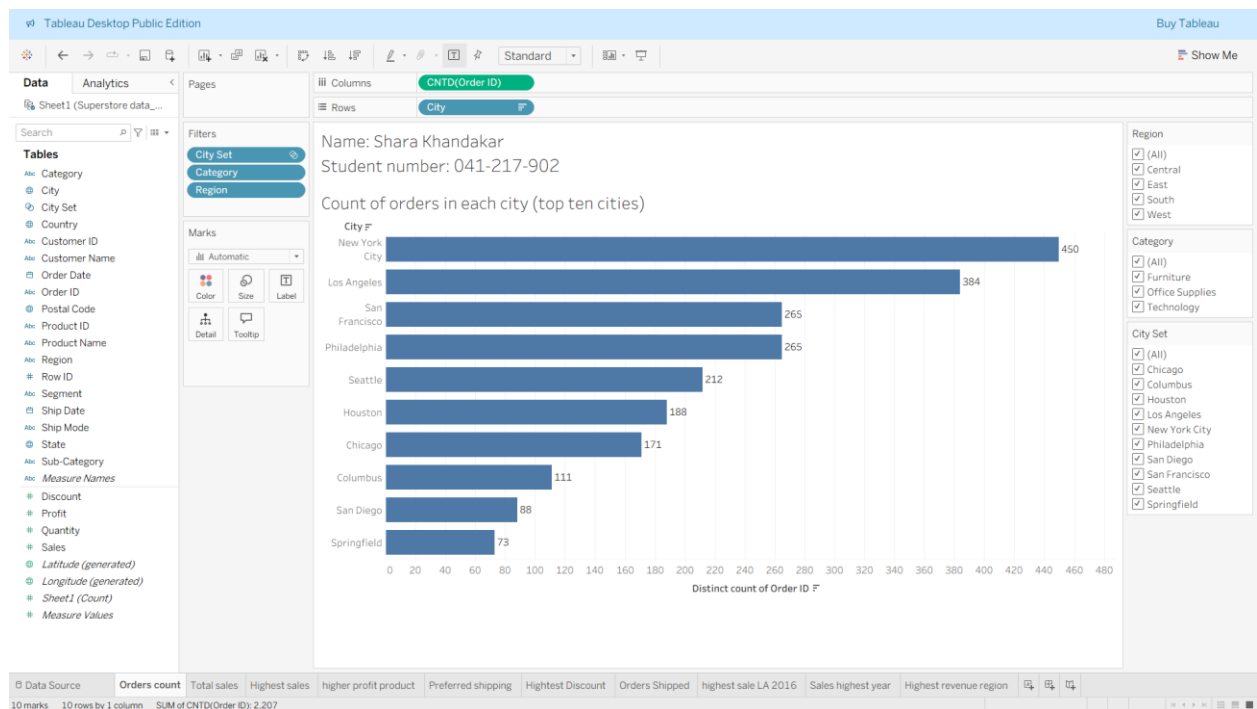 Tableau Desktop Public Edition
Buy Tableau
Standard
Show Me
Data
Analytics
Sheet1 (Superstore data_...
Search
Tables
Abc Category
City
City Set
Country
Abc Customer ID
Abc Customer Name
Order Date
Abc Order ID
Postal Code
Abc Product ID
Abc Product Name
Abc Region
# Row ID
Abc Segment
Ship Date
Abc Ship Mode
State
Abc Sub-Category
Abc Measure Names
# Discount
# Profit
# Quantity
# Sales
Latitude (generated)
Longitude (generated)
# Sheet1 (Count)
# Measure Values
Pages
Filters
City Set
Category
Region
Marks
Automatic
Color
Size
Label
Detail
Tooltip
Columns
CNTD(Order ID)
Rows
City
Name: Shara Khandakar
Student number: 041-217-902
Count of orders in each city (top ten cities)
City
New York
City
450
Los Angeles
384
San
Francisco
265
Philadelphia
265
Seattle
212
Houston
188
Chicago
171
Columbus
111
San Diego
88
Springfield
73
0 20 40 60 80 100 120 140 160 180 200 220 240 260 280 300 320 340 360 380 400 420 440 460 480
Distinct count of Order ID
Region
(All)
Central
East
South
West
Category
(All)
Furniture
Office Supplies
Technology
City Set
(All)
Chicago
Columbus
Houston
Los Angeles
New York City
Philadelphia
San Diego
San Francisco
Seattle
Springfield
Data Source
Orders count
Total sales
Highest sales
higher profit product
Preferred shipping
Hightest Discount
Orders Shipped
highest sale LA 2016
Sales highest year
Highest revenue region
10 marks 10 rows by 1 column SUM of CNTD(Order ID): 2,207